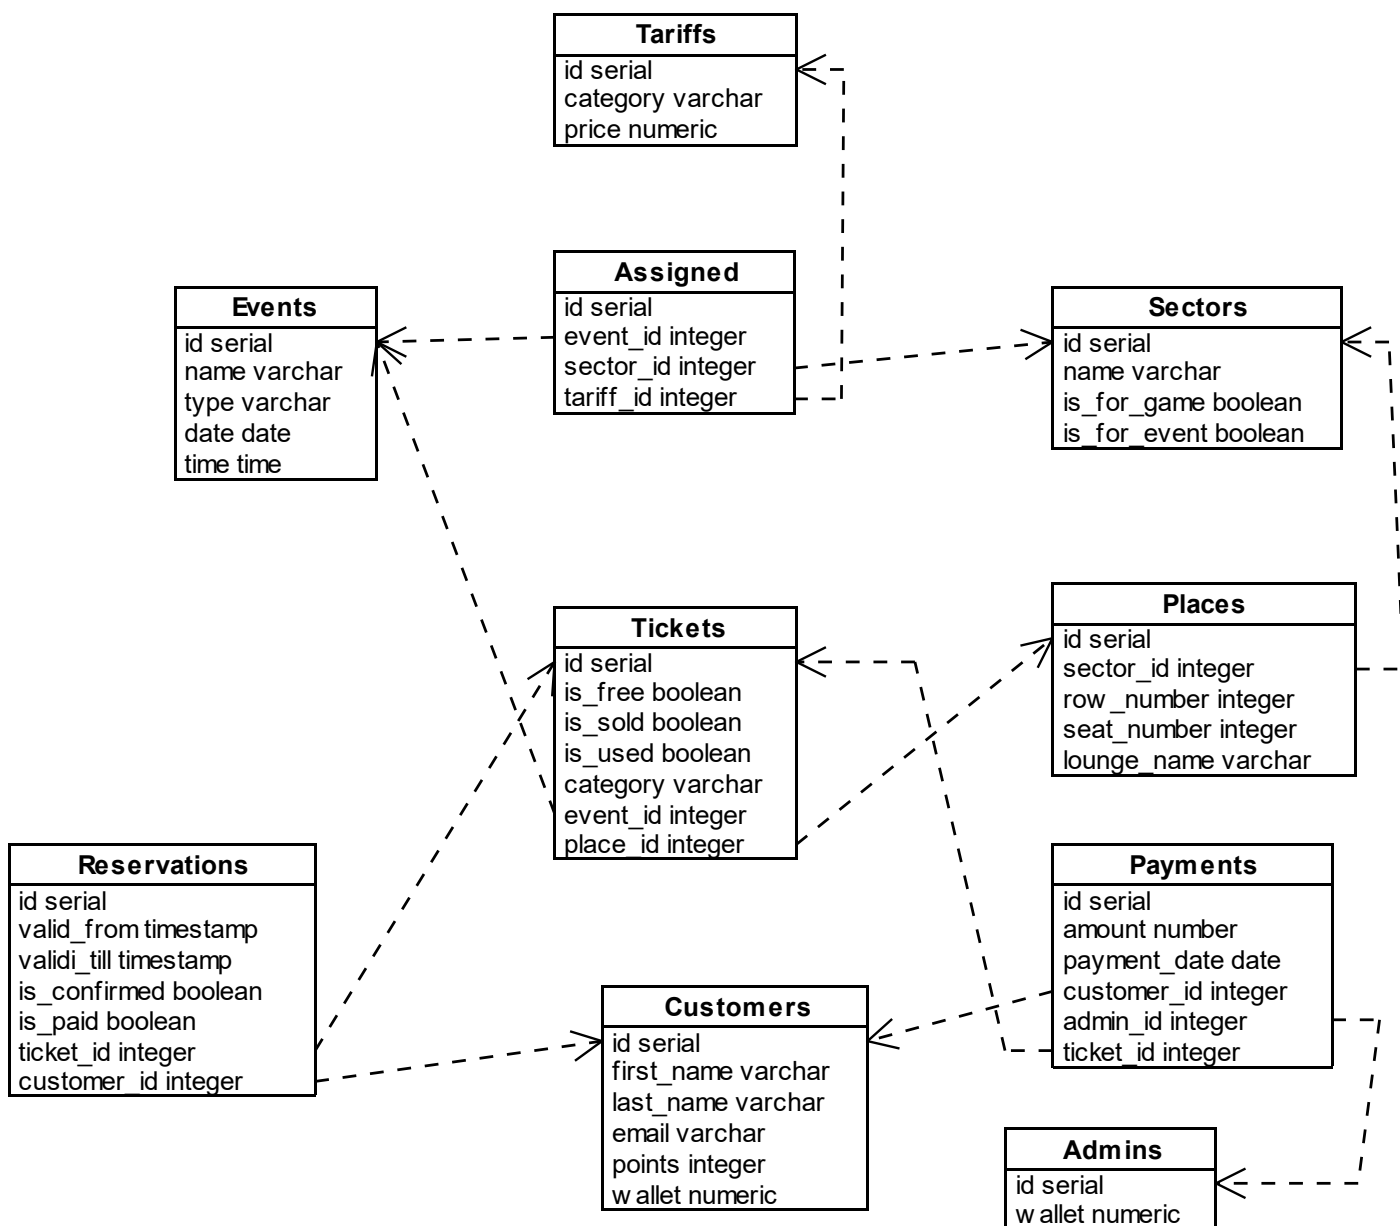 Tariffs
id serial
category varchar
price numeric
Assigned
id serial
event_id integer
sector_id integer
tariff_id integer
Events
id serial
name varchar
type varchar
date date
time time
Sectors
id serial
name varchar
is_for_game boolean
is_for_event boolean
Tickets
id serial
is_free boolean
is_sold boolean
is_used boolean
category varchar
event_id integer
place_id integer
Places
id serial
sector_id integer
row_number integer
seat_number integer
lounge_name varchar
Reservations
id serial
valid_from timestamp
validi_till timestamp
is_confirmed boolean
is_paid boolean
ticket_id integer
customer_id integer
Payments
id serial
amount number
payment_date date
customer_id integer
admin_id integer
ticket_id integer
Customers
id serial
first_name varchar
last_name varchar
email varchar
points integer
wallet numeric
Admins
id serial
wallet numeric